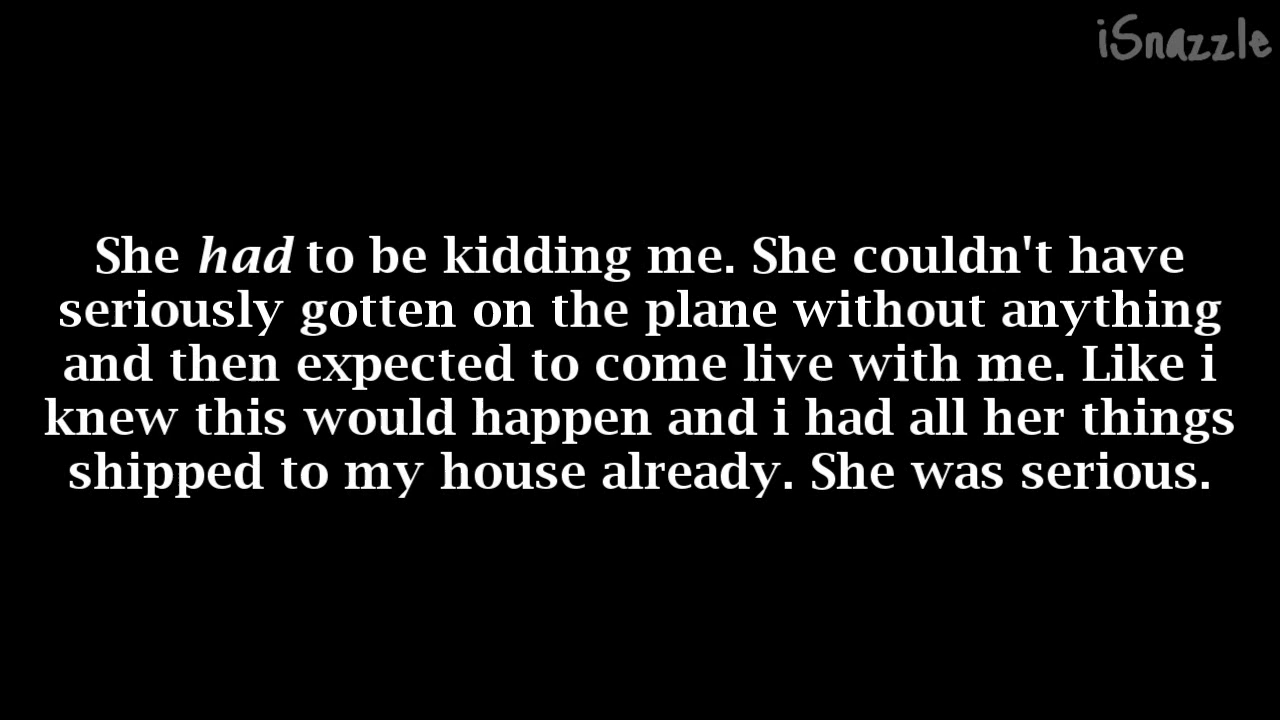 iSnazzle
She had to be kidding me. She couldn't have
seriously gotten on the plane without anything
and then expected to come live with me. Like i
knew this would happen and i had all her things
shipped to my house already. She was serious.